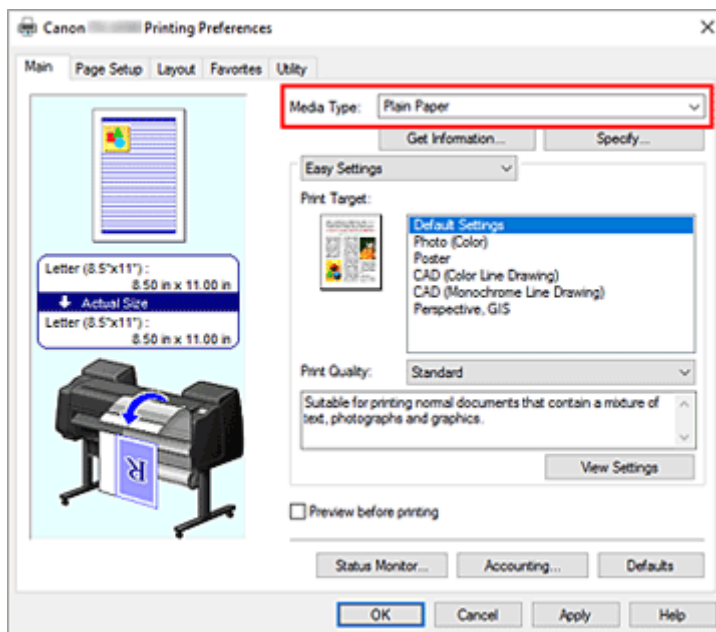 Canon Printing Preferences
Main Page Setup Layout Favorites Utility
Media Type: Plain Paper
Get Information... Specify...
Easy Settings
Print Target:
Default Settings
Photo (Color)
Poster
CAD (Color Line Drawing)
CAD (Monochrome Line Drawing)
Perspective, GIS
Letter (8.5"x11") :
8.50 in x 11.00 in
Actual Size
Letter (8.5"x11") :
8.50 in x 11.00 in
Print Quality: Standard
Suitable for printing normal documents that contain a mixture of
text, photographs and graphics.
View Settings
R
Preview before printing
Status Monitor... Accounting... Defaults
OK Cancel Apply Help